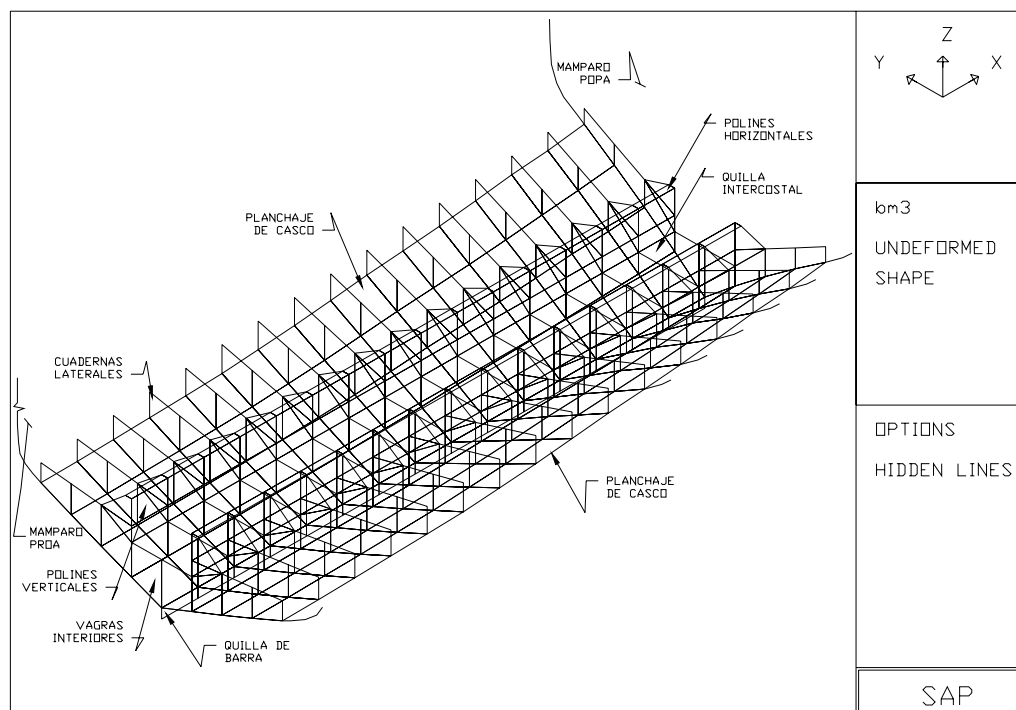 MAMPARO
POPA
POLINES
HORIZONTALES
QUILLA
INTERCOSTAL
PLANCHAJE
DE CASCO
CUADERNAS
LATERALES
PLANCHAJE
DE CASCO
MAMPARO
PROA
POLINES
VERTICALES
VAGRAS
INTERIORES
QUILLA DE
BARRA
Z
Y
X
bm3
UNDEFORMED
SHAPE
OPTIONS
HIDDEN LINES
SAP